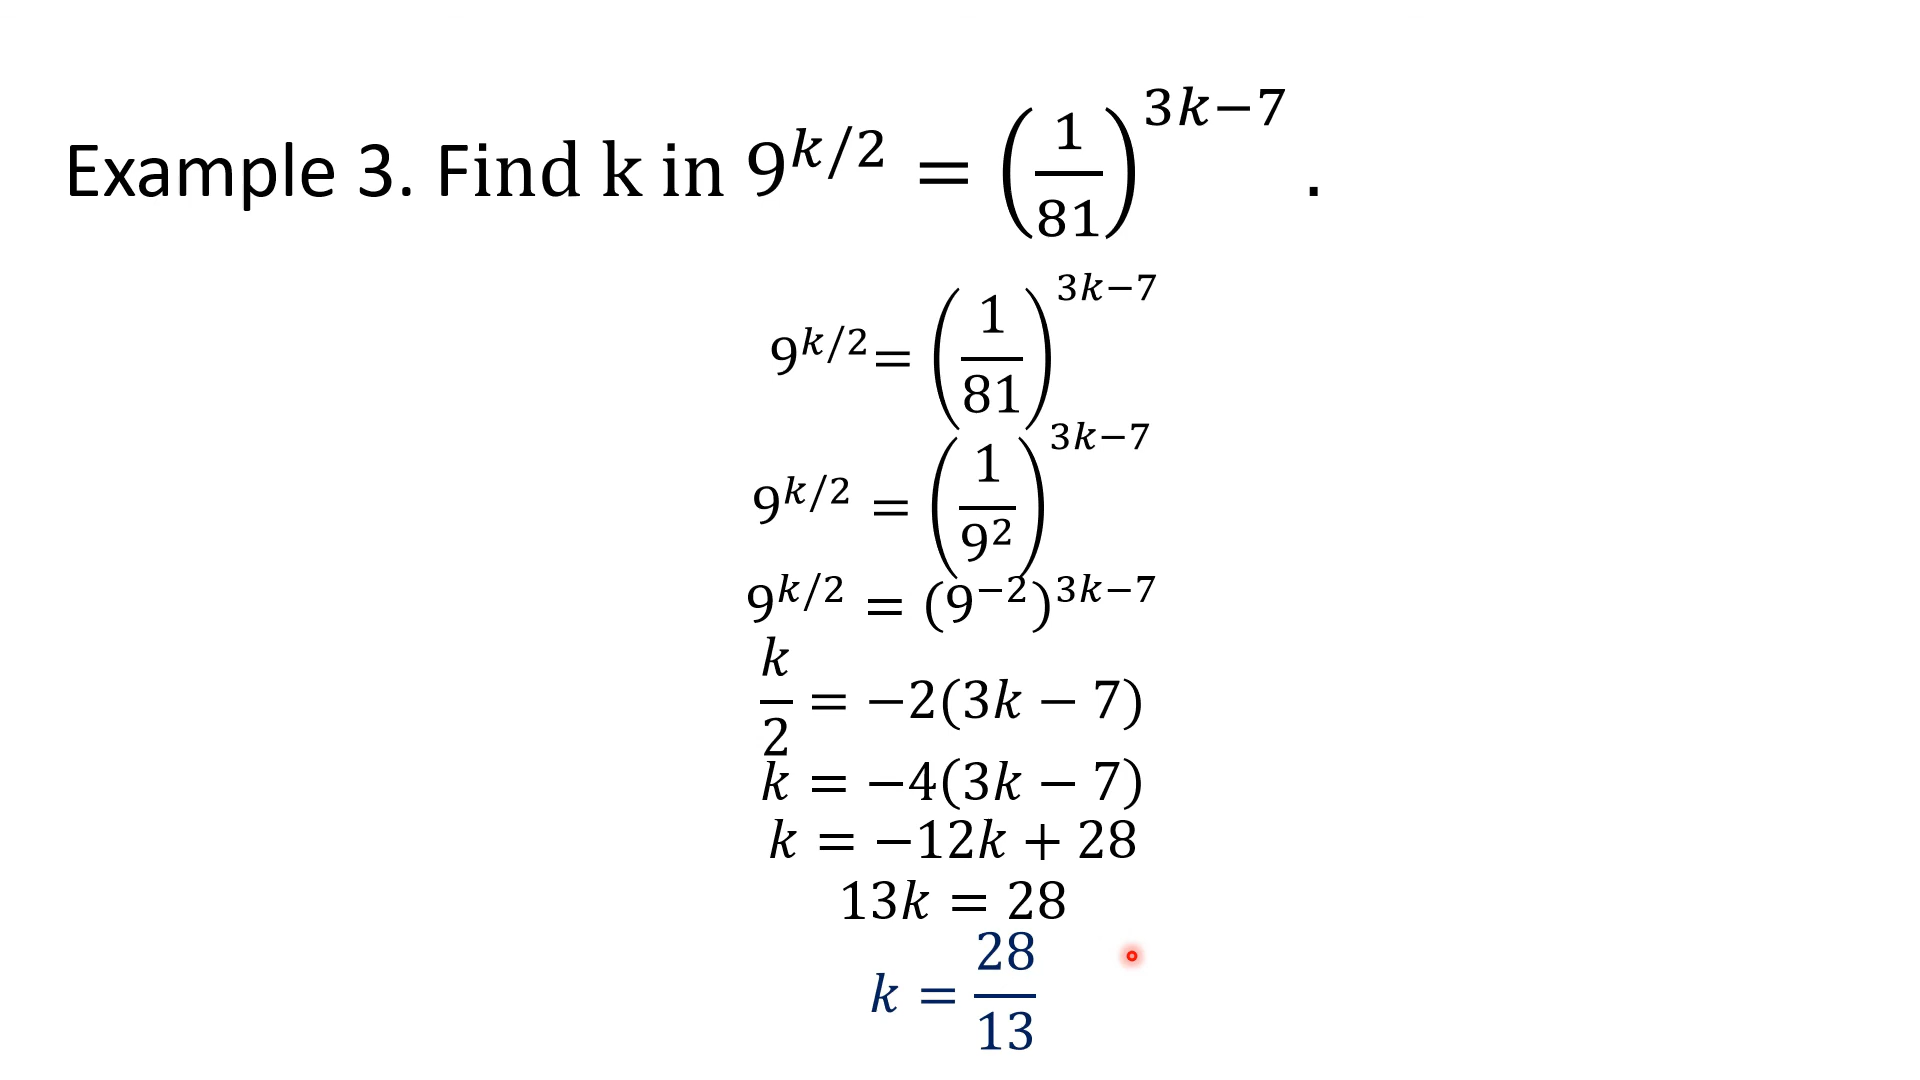 Example 3. Find k in 9^{k/2} = (1/81)^{3k−7} .
9^{k/2} = (1/81)^{3k−7}
9^{k/2} = (1/9^2)^{3k−7}
9^{k/2} = (9^{−2})^{3k−7}
k/2 = −2(3k − 7)
k = −4(3k − 7)
k = −12k + 28
13k = 28
k = 28/13